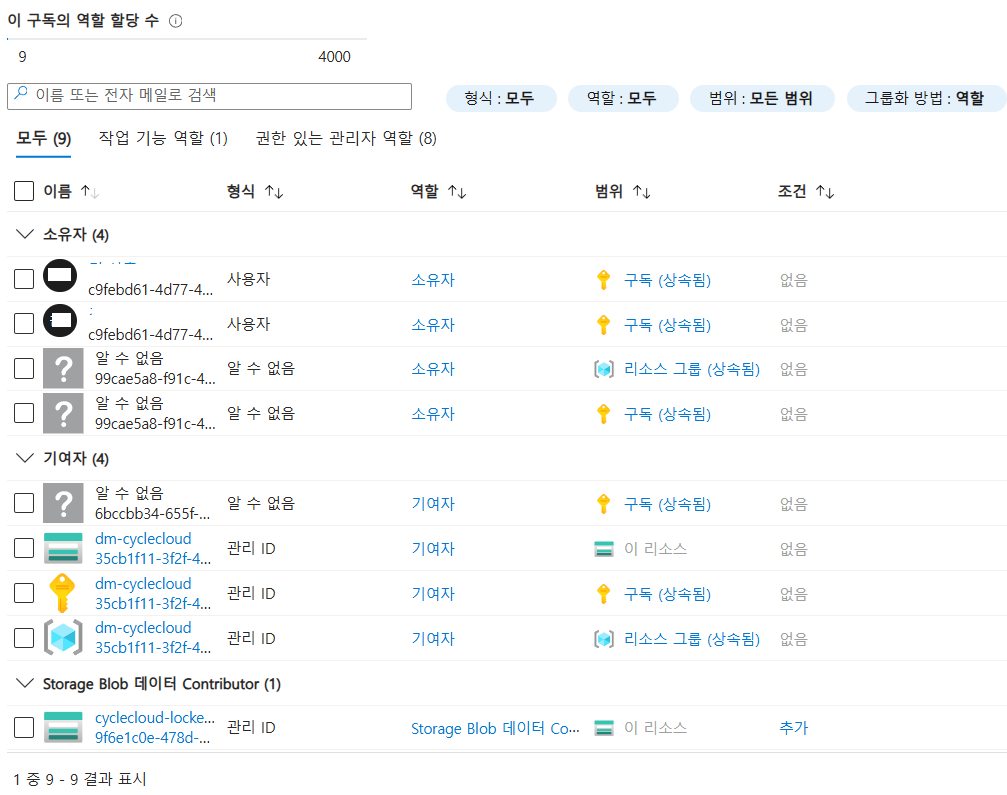 이 구독의 역할 할당 수
9 4000
이름 또는 전자 메일로 검색 형식 : 모두 역할 : 모두 범위 : 모든 범위 그룹화 방법 : 역할
모두 (9) 작업 기능 역할 (1) 권한 있는 관리자 역할 (8)
이름 ↑↓ 형식 ↑↓ 역할 ↑↓ 범위 ↑↓ 조건 ↑↓
소유자 (4)
c9febd61-4d77-4... 사용자 소유자 구독 (상속됨) 없음
c9febd61-4d77-4... 사용자 소유자 구독 (상속됨) 없음
알 수 없음
99cae5a8-f91c-4... 알 수 없음 소유자 리소스 그룹 (상속됨) 없음
알 수 없음
99cae5a8-f91c-4... 알 수 없음 소유자 구독 (상속됨) 없음
기여자 (4)
알 수 없음
6bccbb34-655f-... 알 수 없음 기여자 구독 (상속됨) 없음
dm-cyclecloud
35cb1f11-3f2f-4... 관리 ID 기여자 이 리소스 없음
dm-cyclecloud
35cb1f11-3f2f-4... 관리 ID 기여자 구독 (상속됨) 없음
dm-cyclecloud
35cb1f11-3f2f-4... 관리 ID 기여자 리소스 그룹 (상속됨) 없음
Storage Blob 데이터 Contributor (1)
cyclecloud-locke...
9f6e1c0e-478d-... 관리 ID Storage Blob 데이터 Co... 이 리소스 추가
1 중 9 - 9 결과 표시